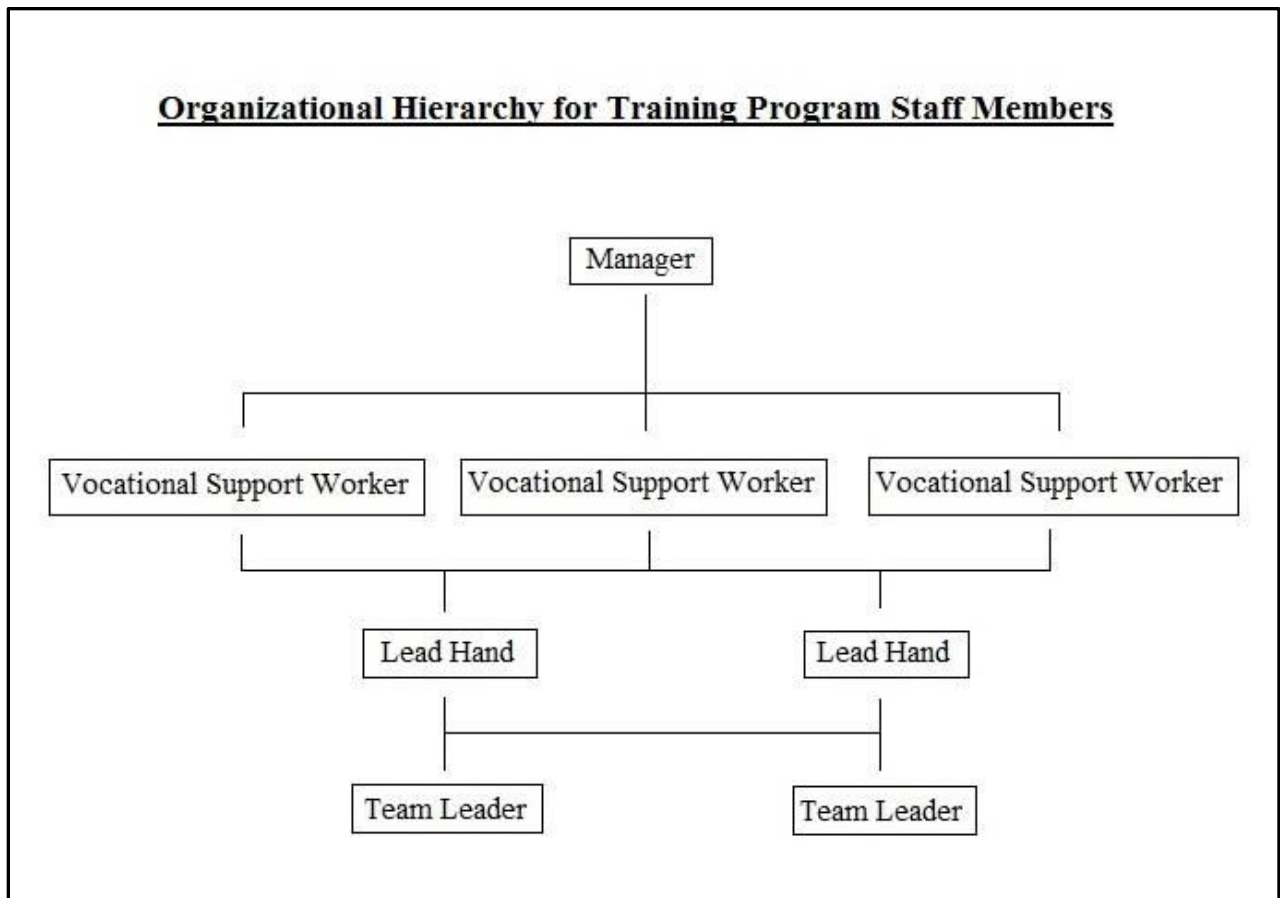 Organizational Hierarchy for Training Program Staff Members
Manager
Vocational Support Worker
Vocational Support Worker
Vocational Support Worker
Lead Hand
Lead Hand
Team Leader
Team Leader